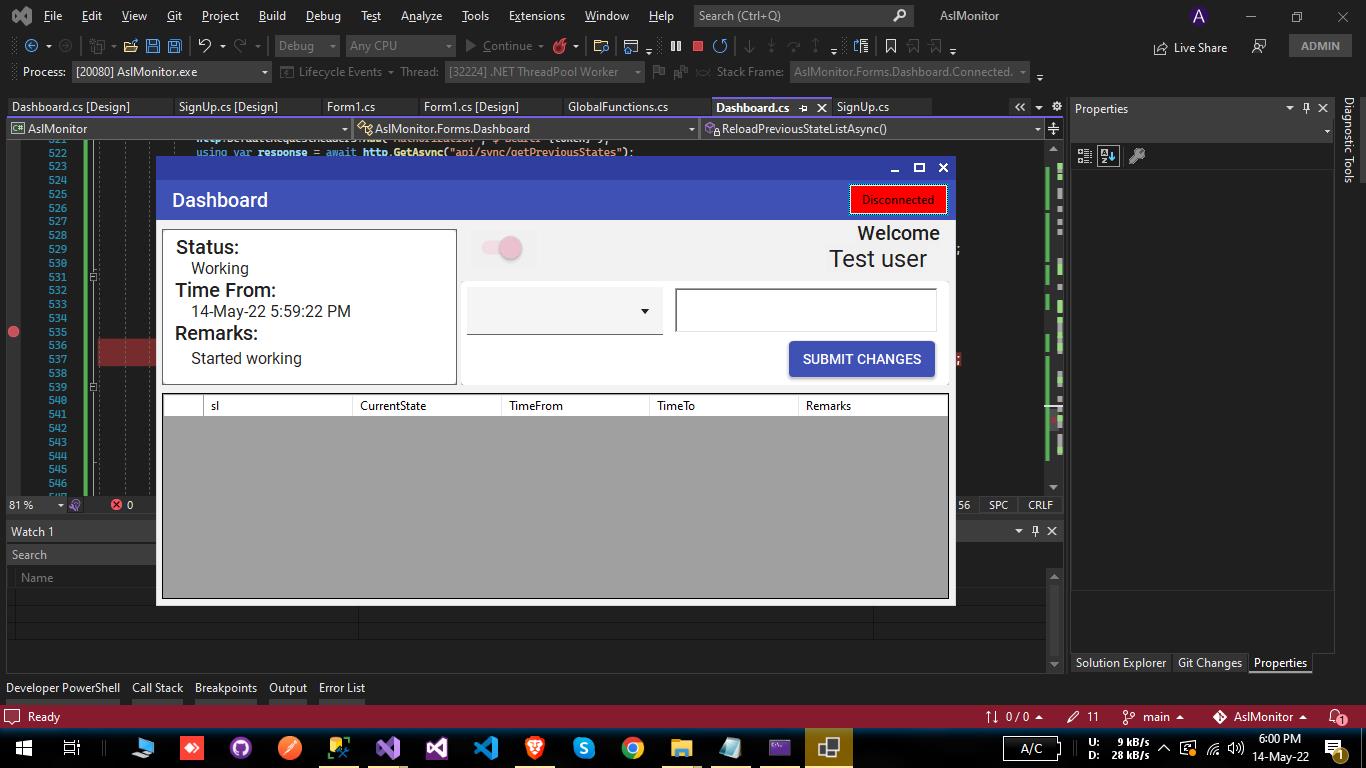 File Edit View Git Project Build Debug Test Analyze Tools Extensions Window Help Search (Ctrl+Q) AslMonitor A
Debug Any CPU Continue Live Share ADMIN
Process: [20080] AslMonitor.exe Lifecycle Events Thread: [32224] .NET ThreadPool Worker Stack Frame: AslMonitor.Forms.Dashboard.Connected.
Dashboard.cs [Design] SignUp.cs [Design] Form1.cs Form1.cs [Design] GlobalFunctions.cs Dashboard.cs SignUp.cs
C# AslMonitor AslMonitor.Forms.Dashboard ReloadPreviousStateListAsync()
522 using var response = await http.GetAsync("api/sync/getPreviousStates");
523
524
525
526
527
528
529 ;
530
531
532
533
534
535
536
537 ;
538
539
540
541
542
543
544
545
546
Dashboard Disconnected
Status:
Working
Time From:
14-May-22 5:59:22 PM
Remarks:
Started working
Welcome
Test user
SUBMIT CHANGES
sl CurrentState TimeFrom TimeTo Remarks
81 % 0 56 SPC CRLF
Watch 1
Search
Name
Properties
Diagnostic Tools
Solution Explorer Git Changes Properties
Developer PowerShell Call Stack Breakpoints Output Error List
Ready 0 / 0 11 main AslMonitor 1
A/C U: 9 kB/s
D: 28 kB/s
6:00 PM
14-May-22
1